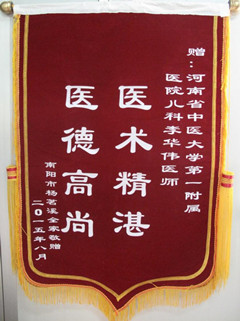 赠：河南省中医大学第一附属
医院儿科李华伟医师
医术精湛
医德高尚
南阳市杨茗溪全家敬赠
二〇一五年八月